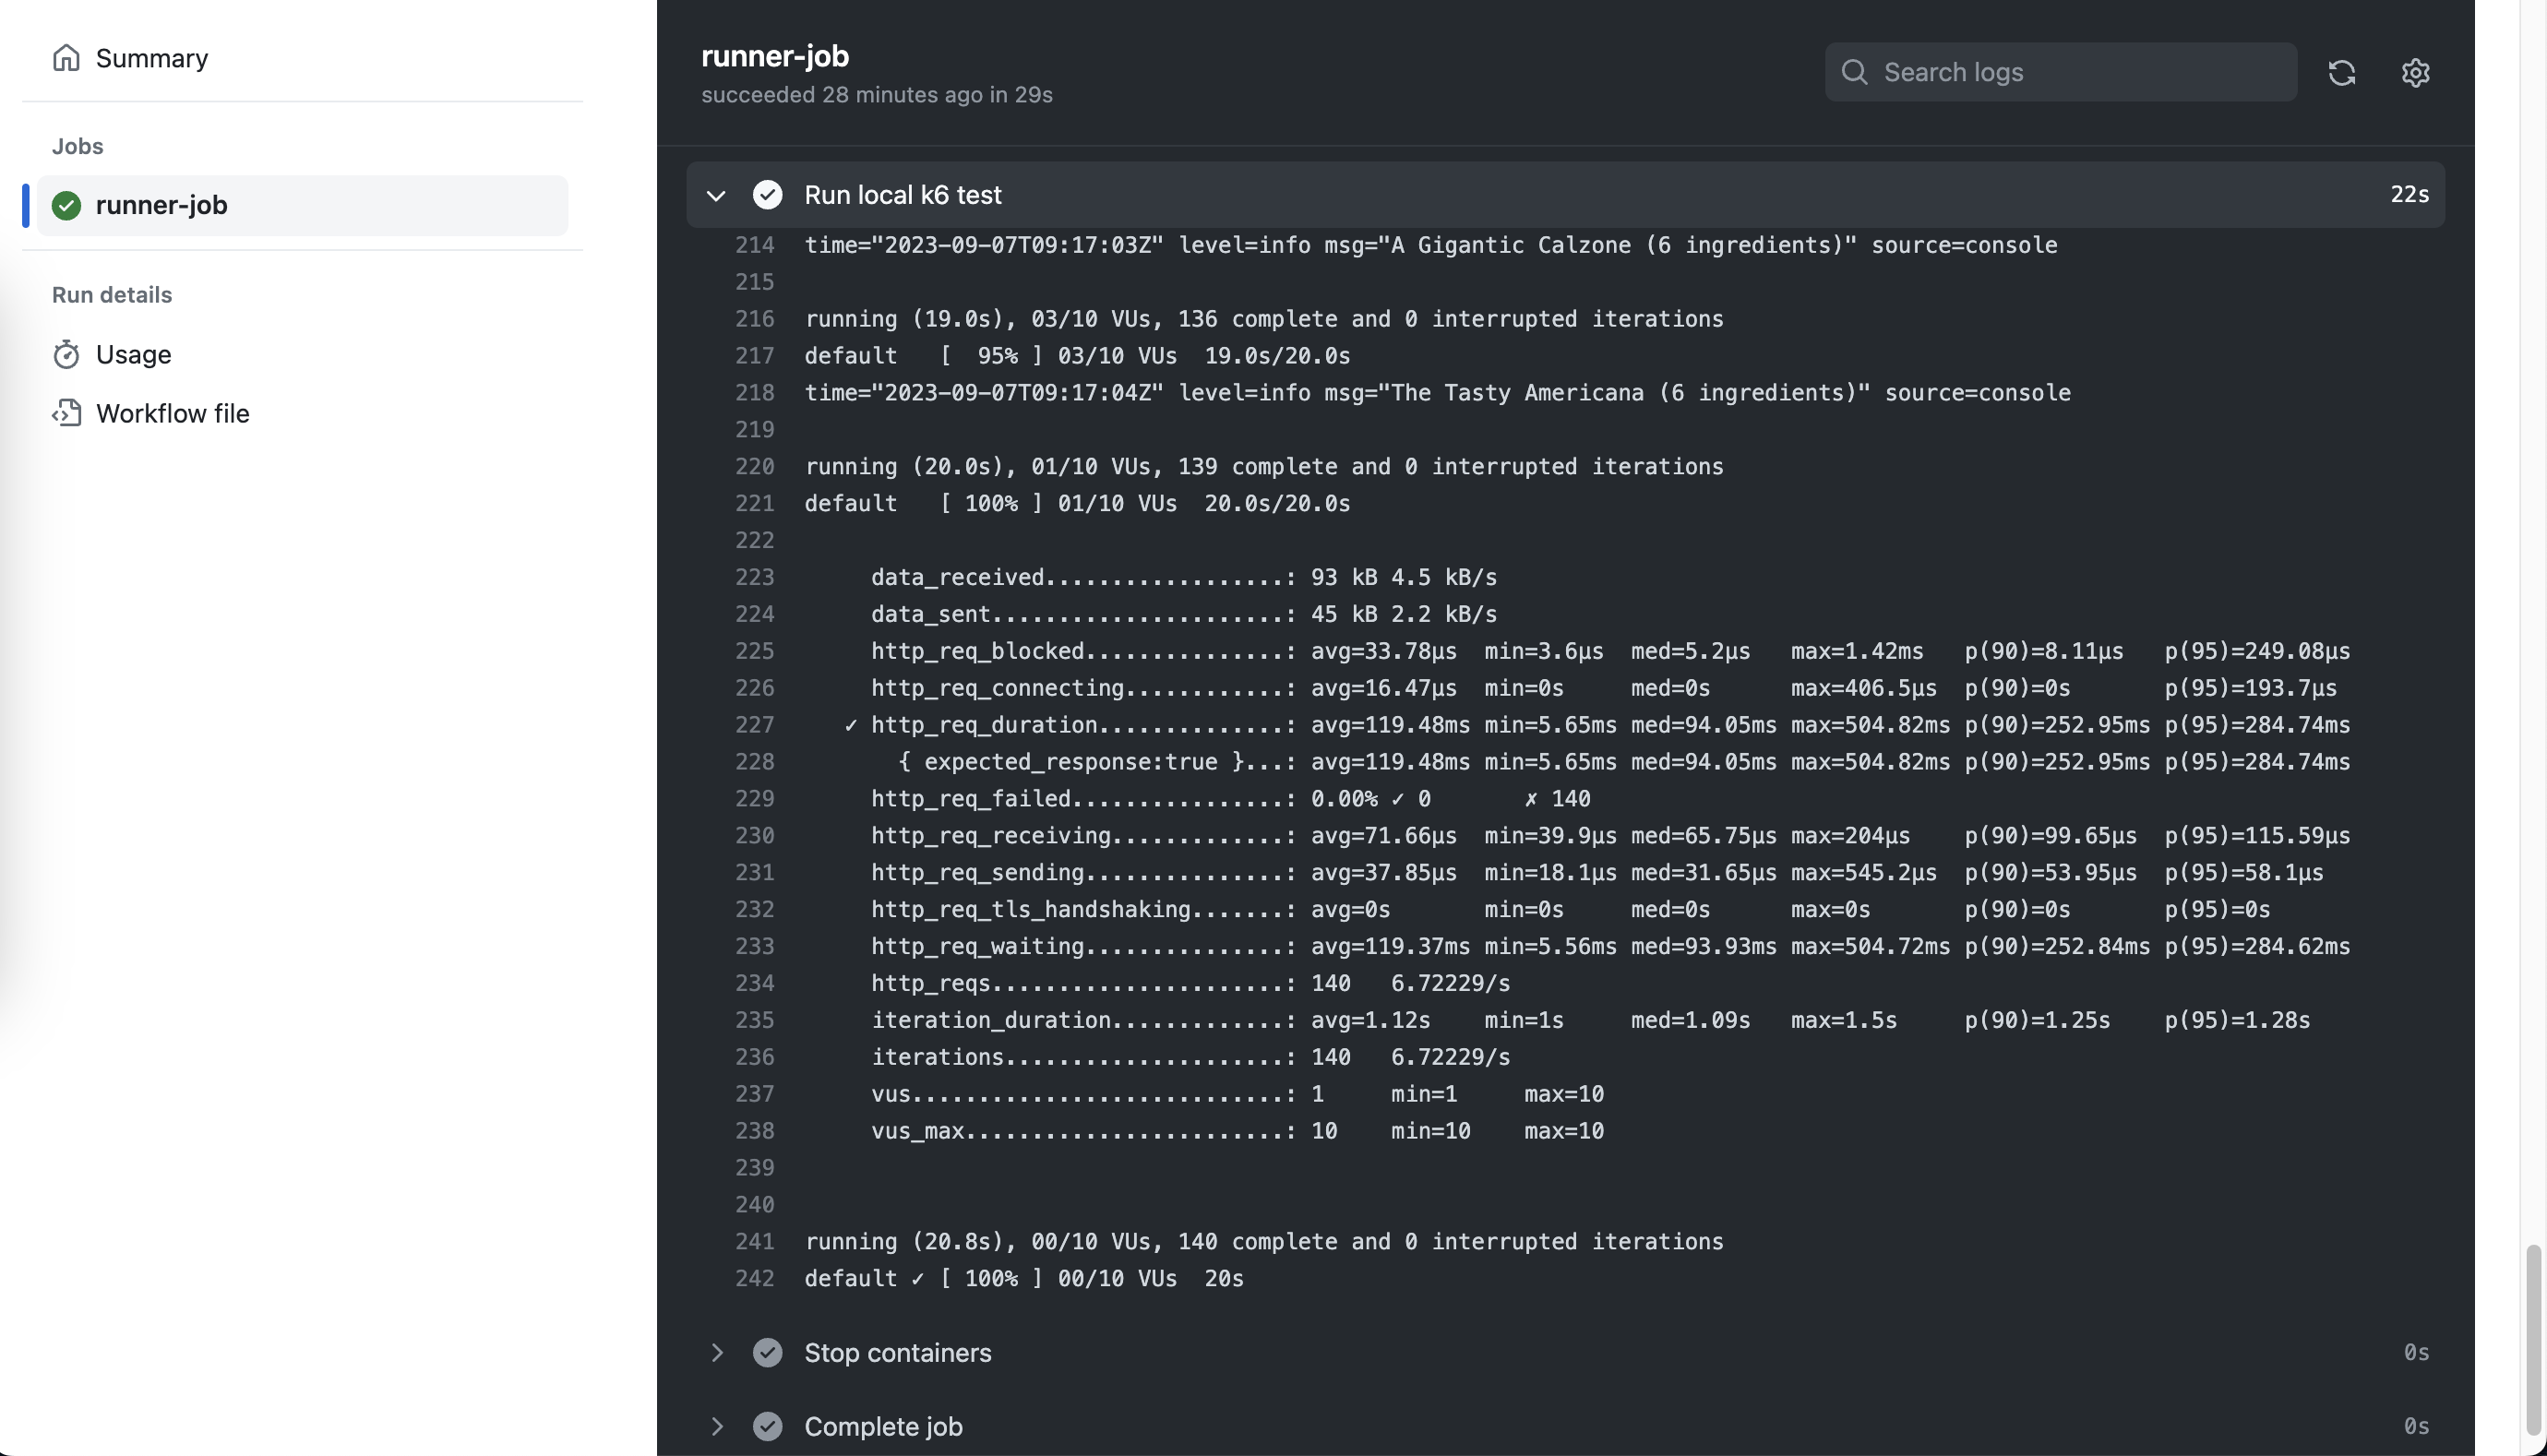 Summary
Jobs
runner-job
Run details
Usage
Workflow file
runner-job
succeeded 28 minutes ago in 29s
Search logs
Run local k6 test 22s
214 time="2023-09-07T09:17:03Z" level=info msg="A Gigantic Calzone (6 ingredients)" source=console
215
216 running (19.0s), 03/10 VUs, 136 complete and 0 interrupted iterations
217 default   [  95% ] 03/10 VUs  19.0s/20.0s
218 time="2023-09-07T09:17:04Z" level=info msg="The Tasty Americana (6 ingredients)" source=console
219
220 running (20.0s), 01/10 VUs, 139 complete and 0 interrupted iterations
221 default   [ 100% ] 01/10 VUs  20.0s/20.0s
222
223      data_received..................: 93 kB 4.5 kB/s
224      data_sent......................: 45 kB 2.2 kB/s
225      http_req_blocked...............: avg=33.78µs  min=3.6µs  med=5.2µs   max=1.42ms   p(90)=8.11µs   p(95)=249.08µs
226      http_req_connecting............: avg=16.47µs  min=0s     med=0s      max=406.5µs  p(90)=0s       p(95)=193.7µs
227    ✓ http_req_duration..............: avg=119.48ms min=5.65ms med=94.05ms max=504.82ms p(90)=252.95ms p(95)=284.74ms
228        { expected_response:true }...: avg=119.48ms min=5.65ms med=94.05ms max=504.82ms p(90)=252.95ms p(95)=284.74ms
229      http_req_failed................: 0.00% ✓ 0       ✗ 140
230      http_req_receiving.............: avg=71.66µs  min=39.9µs med=65.75µs max=204µs    p(90)=99.65µs  p(95)=115.59µs
231      http_req_sending...............: avg=37.85µs  min=18.1µs med=31.65µs max=545.2µs  p(90)=53.95µs  p(95)=58.1µs
232      http_req_tls_handshaking.......: avg=0s       min=0s     med=0s      max=0s       p(90)=0s       p(95)=0s
233      http_req_waiting...............: avg=119.37ms min=5.56ms med=93.93ms max=504.72ms p(90)=252.84ms p(95)=284.62ms
234      http_reqs......................: 140   6.72229/s
235      iteration_duration.............: avg=1.12s    min=1s     med=1.09s   max=1.5s     p(90)=1.25s    p(95)=1.28s
236      iterations.....................: 140   6.72229/s
237      vus............................: 1     min=1     max=10
238      vus_max........................: 10    min=10    max=10
239
240
241 running (20.8s), 00/10 VUs, 140 complete and 0 interrupted iterations
242 default ✓ [ 100% ] 00/10 VUs  20s
Stop containers 0s
Complete job 0s